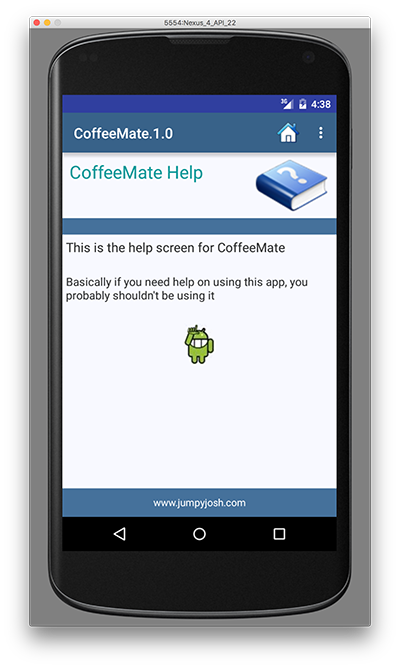 5554:Nexus_4_API_22
3G 4:38
CoffeeMate.1.0
CoffeeMate Help
?
This is the help screen for CoffeeMate
Basically if you need help on using this app, you
probably shouldn't be using it
www.jumpyjosh.com